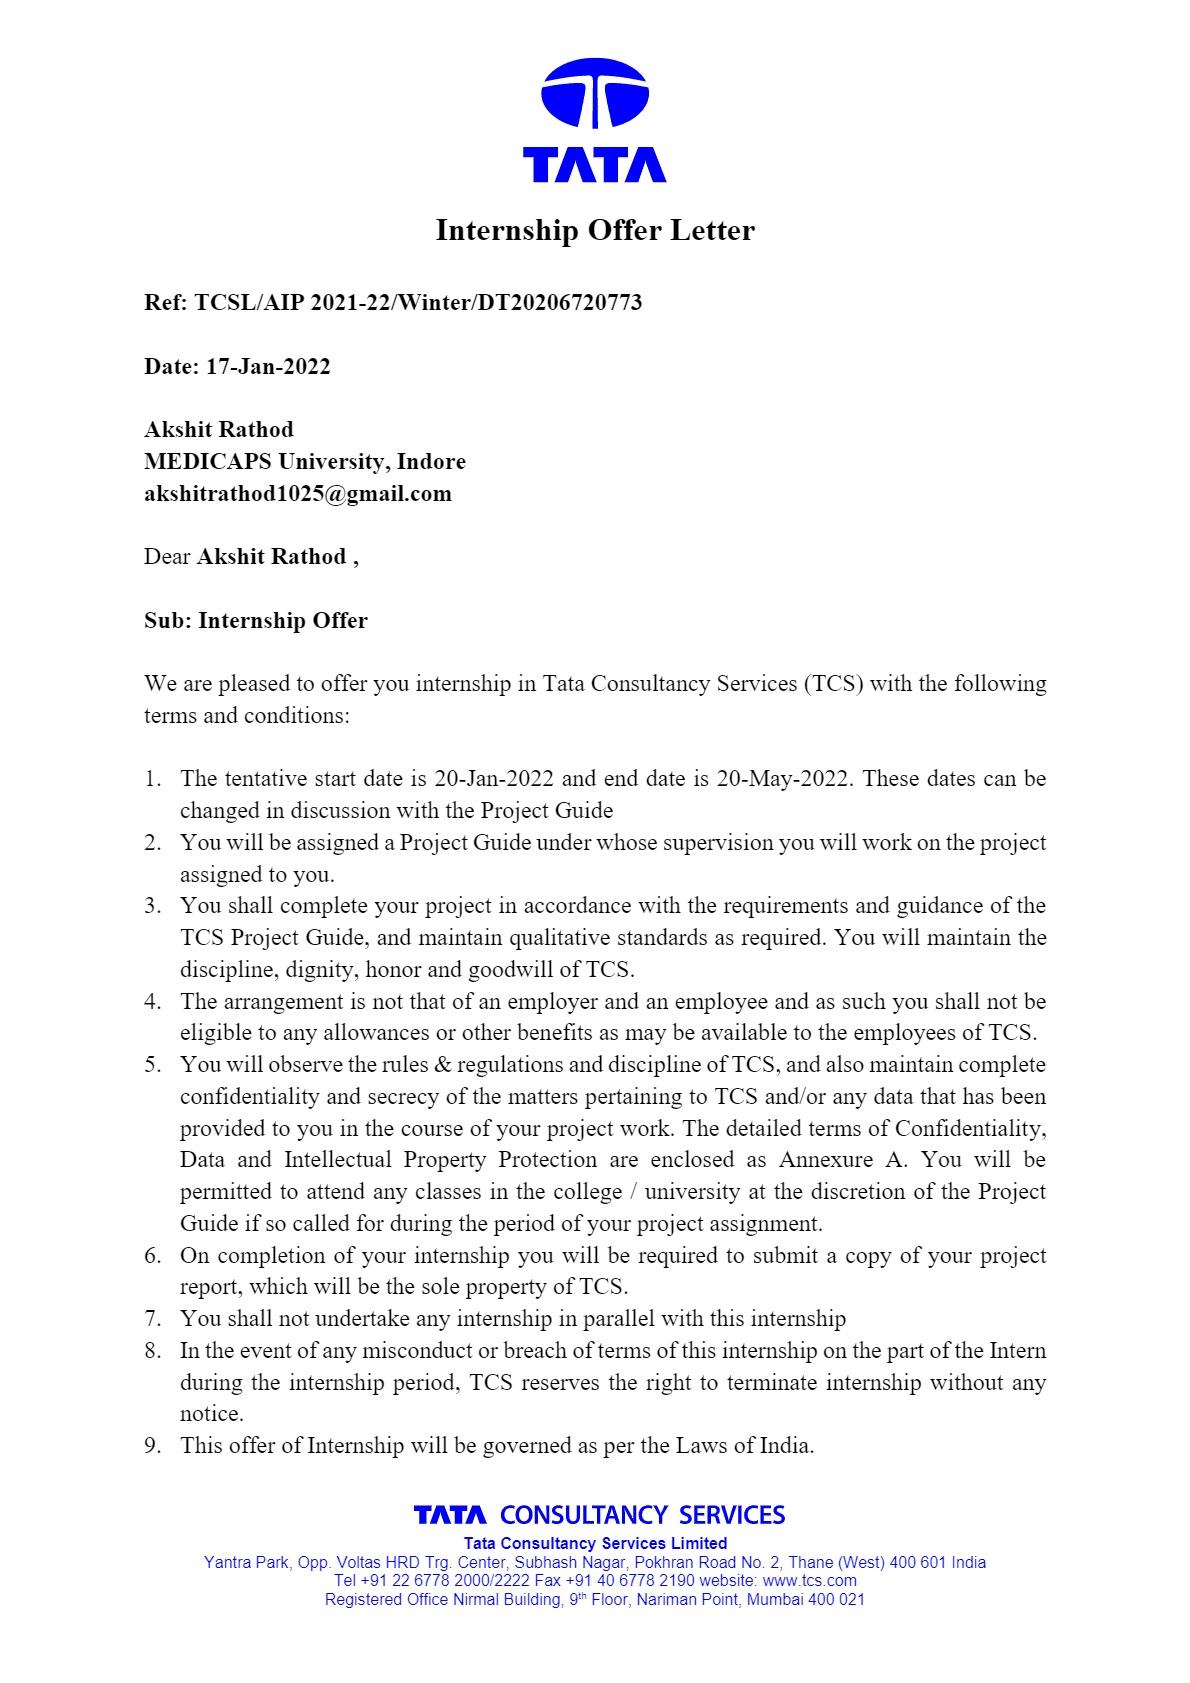 TATA
Internship Offer Letter
Ref: TCSL/AIP 2021-22/Winter/DT20206720773
Date: 17-Jan-2022
Akshit Rathod
MEDICAPS University, Indore
akshitrathod1025@gmail.com
Dear Akshit Rathod ,
Sub: Internship Offer
We are pleased to offer you internship in Tata Consultancy Services (TCS) with the following
terms and conditions:
1. The tentative start date is 20-Jan-2022 and end date is 20-May-2022. These dates can be
changed in discussion with the Project Guide
2. You will be assigned a Project Guide under whose supervision you will work on the project
assigned to you.
3. You shall complete your project in accordance with the requirements and guidance of the
TCS Project Guide, and maintain qualitative standards as required. You will maintain the
discipline, dignity, honor and goodwill of TCS.
4. The arrangement is not that of an employer and an employee and as such you shall not be
eligible to any allowances or other benefits as may be available to the employees of TCS.
5. You will observe the rules & regulations and discipline of TCS, and also maintain complete
confidentiality and secrecy of the matters pertaining to TCS and/or any data that has been
provided to you in the course of your project work. The detailed terms of Confidentiality,
Data and Intellectual Property Protection are enclosed as Annexure A. You will be
permitted to attend any classes in the college / university at the discretion of the Project
Guide if so called for during the period of your project assignment.
6. On completion of your internship you will be required to submit a copy of your project
report, which will be the sole property of TCS.
7. You shall not undertake any internship in parallel with this internship
8. In the event of any misconduct or breach of terms of this internship on the part of the Intern
during the internship period, TCS reserves the right to terminate internship without any
notice.
9. This offer of Internship will be governed as per the Laws of India.
TATA CONSULTANCY SERVICES
Tata Consultancy Services Limited
Yantra Park, Opp. Voltas HRD Trg. Center, Subhash Nagar, Pokhran Road No. 2, Thane (West) 400 601 India
Tel +91 22 6778 2000/2222 Fax +91 40 6778 2190 website: www.tcs.com
Registered Office Nirmal Building, 9th Floor, Nariman Point, Mumbai 400 021